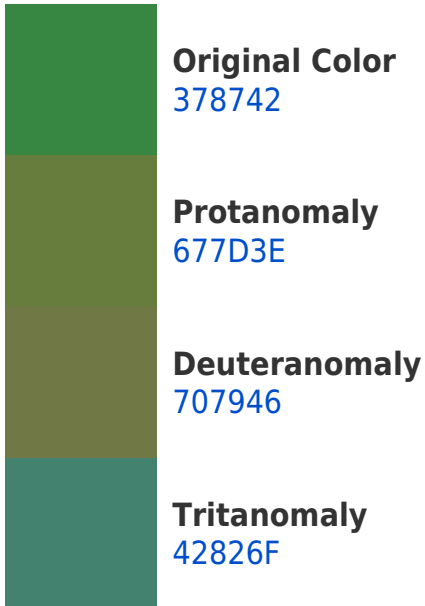 Original Color
378742
Protanomaly
677D3E
Deuteranomaly
707946
Tritanomaly
42826F